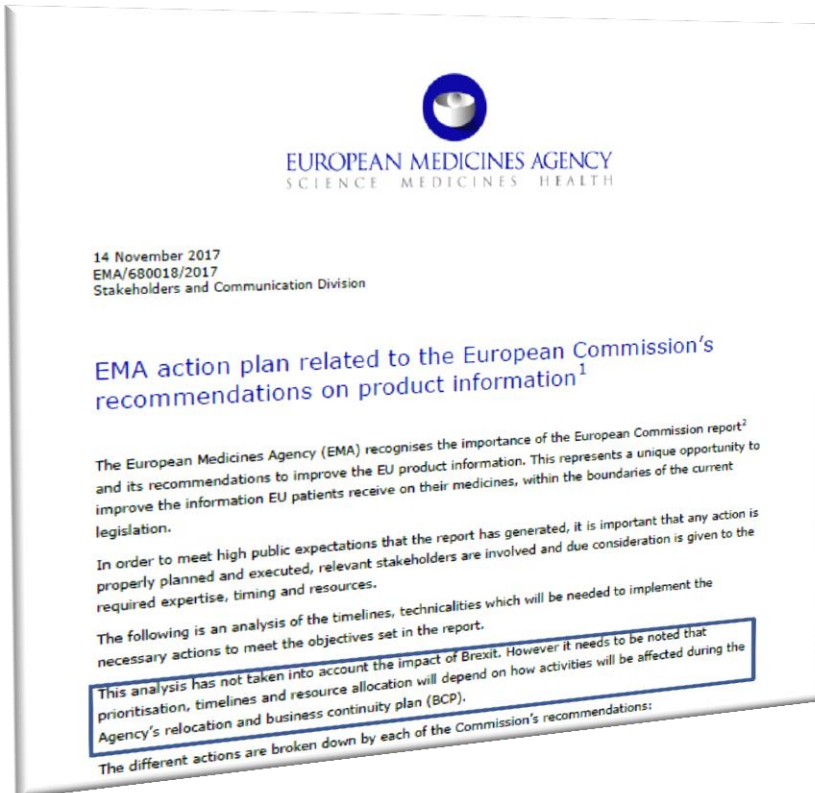 EUROPEAN MEDICINES AGENCY
SCIENCE MEDICINES HEALTH
14 November 2017
EMA/680018/2017
Stakeholders and Communication Division
EMA action plan related to the European Commission's
recommendations on product information1
The European Medicines Agency (EMA) recognises the importance of the European Commission report2
and its recommendations to improve the EU product information. This represents a unique opportunity to
improve the information EU patients receive on their medicines, within the boundaries of the current
legislation.
In order to meet high public expectations that the report has generated, it is important that any action is
properly planned and executed, relevant stakeholders are involved and due consideration is given to the
required expertise, timing and resources.
The following is an analysis of the timelines, technicalities which will be needed to implement the
necessary actions to meet the objectives set in the report.
This analysis has not taken into account the impact of Brexit. However it needs to be noted that
prioritisation, timelines and resource allocation will depend on how activities will be affected during the
Agency's relocation and business continuity plan (BCP).
The different actions are broken down by each of the Commission's recommendations: